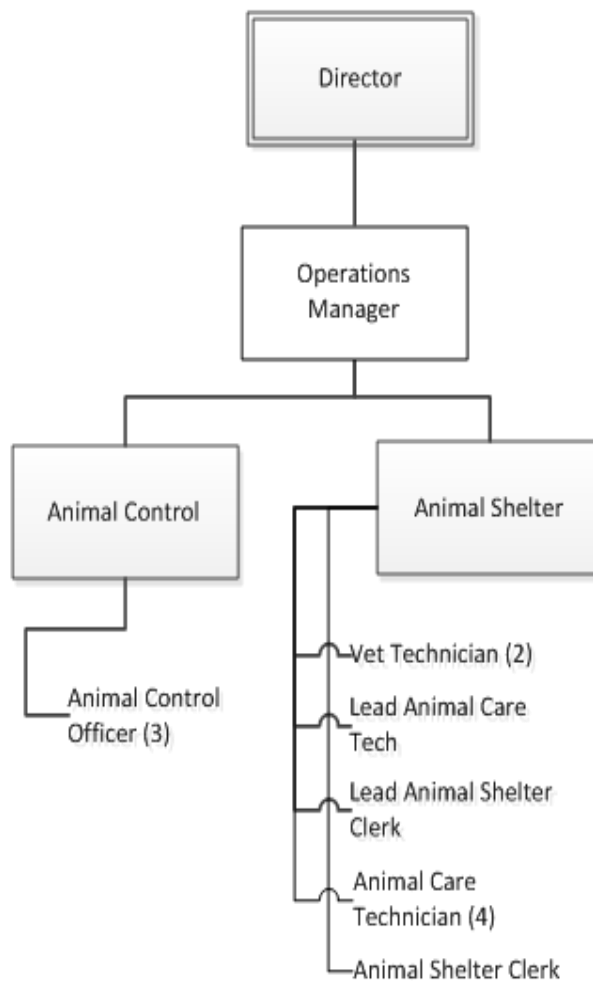 Director
Operations
Manager
Animal Control
Animal Shelter
Animal Control
Officer (3)
Vet Technician (2)
Lead Animal Care
Tech
Lead Animal Shelter
Clerk
Animal Care
Technician (4)
Animal Shelter Clerk